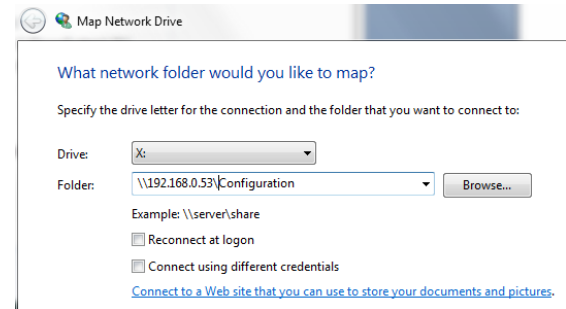 Map Network Drive
What network folder would you like to map?
Specify the drive letter for the connection and the folder that you want to connect to:
Drive: X:
Folder: \\192.168.0.53\Configuration Browse...
Example: \\server\share
Reconnect at logon
Connect using different credentials
Connect to a Web site that you can use to store your documents and pictures.